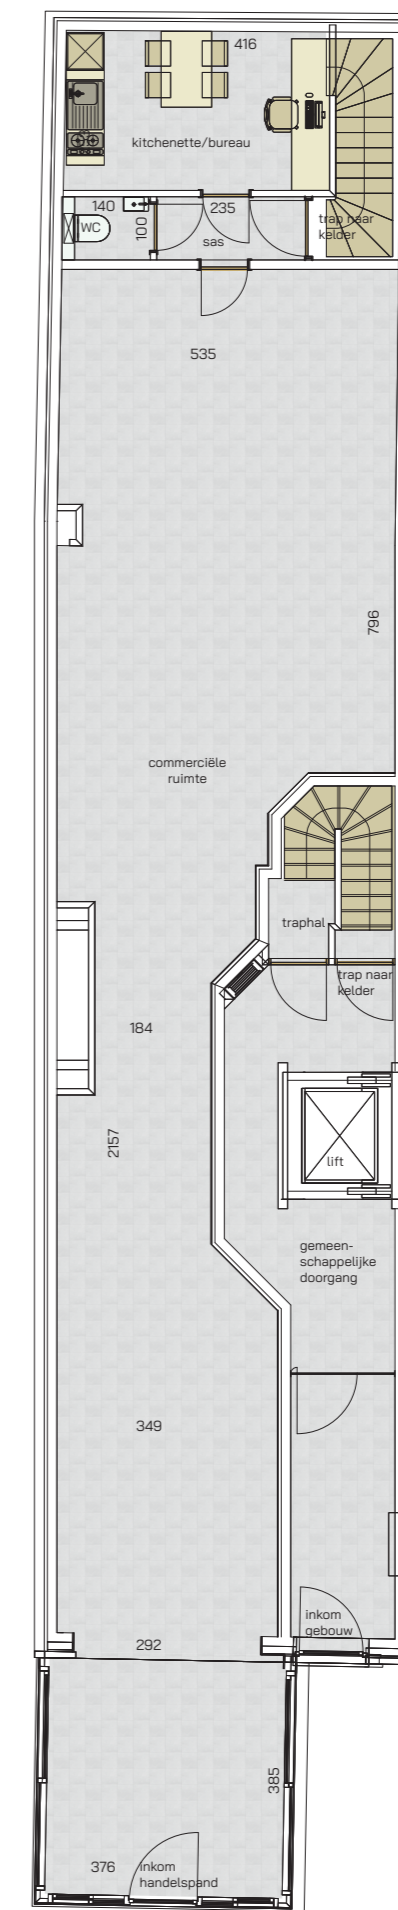 416
kitchenette/bureau
140
235
WC
100
sas
trap naar
kelder
535
796
commerciële
ruimte
traphal
trap naar
kelder
184
2157
lift
gemeen-
schappelijke
doorgang
349
inkom
gebouw
292
385
376
inkom
handelspand